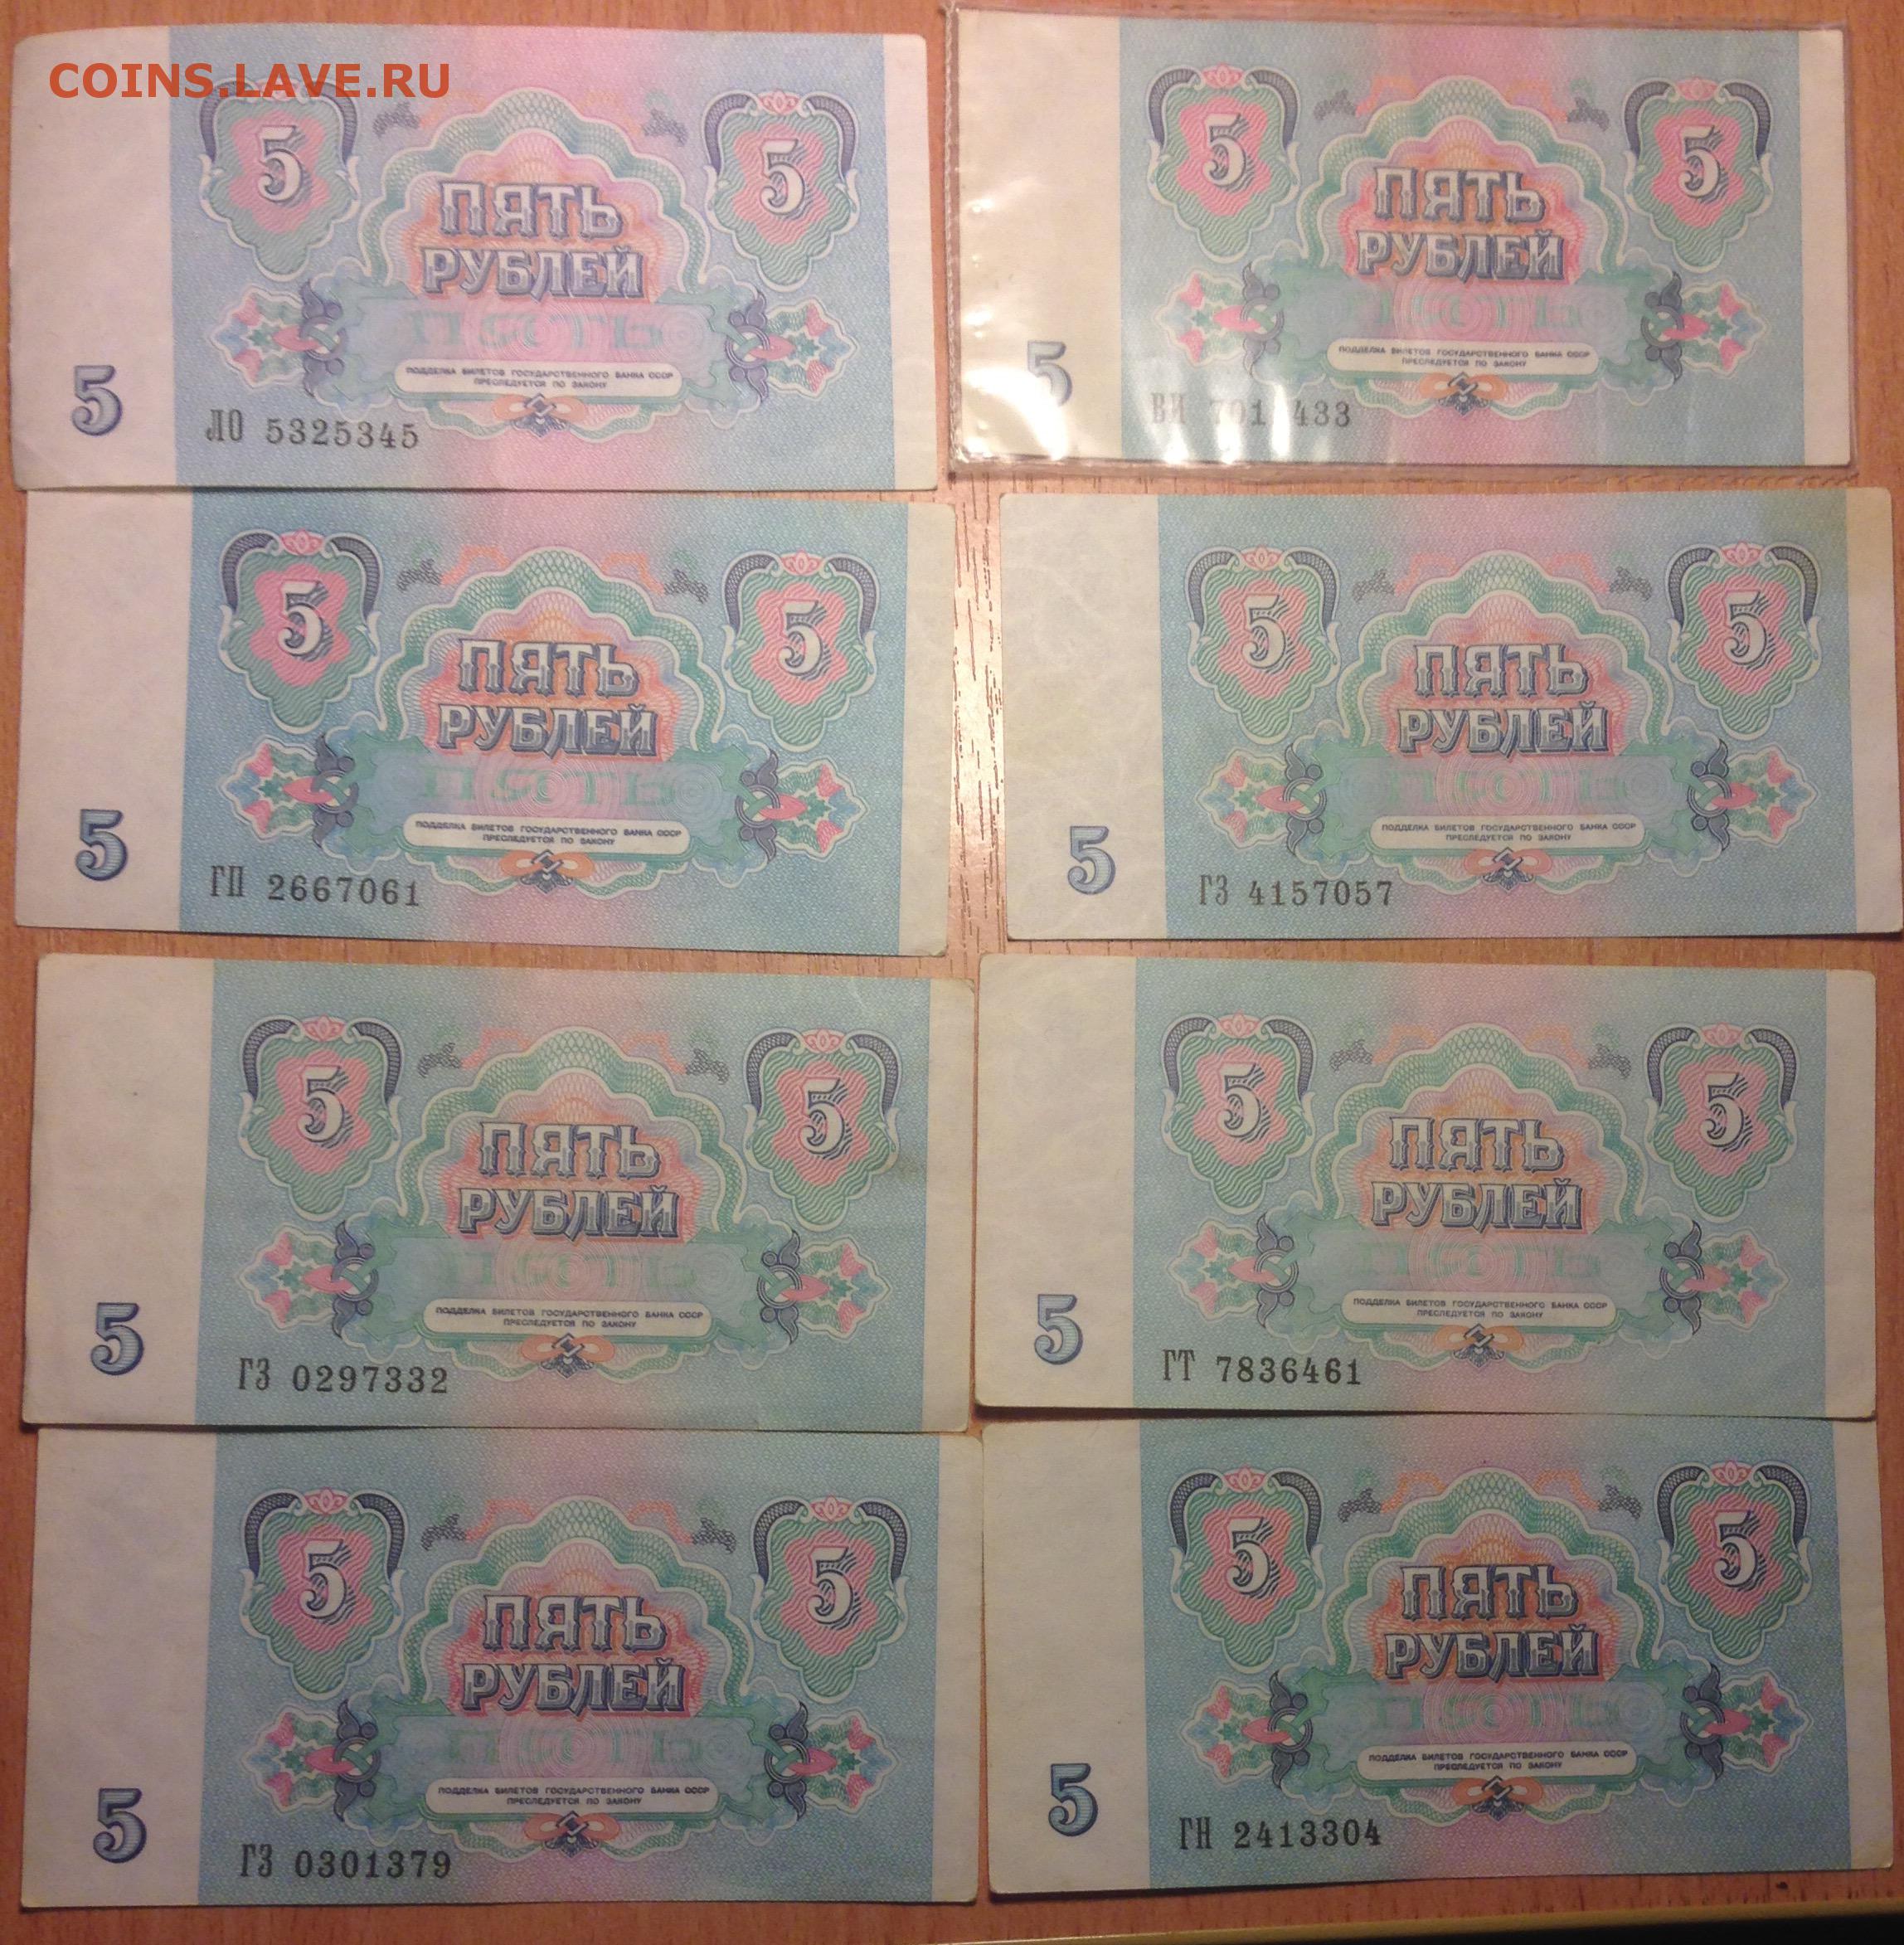 COINS.LAVE.RU
5 5
ПЯТЬ
РУБЛЕЙ
ПОДДЕЛКА БИЛЕТОВ ГОСУДАРСТВЕННОГО БАНКА СССР
ПРЕСЛЕДУЕТСЯ ПО ЗАКОНУ
5
ЛО 5325345
5 5
ПЯТЬ
РУБЛЕЙ
ПОДДЕЛКА БИЛЕТОВ ГОСУДАРСТВЕННОГО БАНКА СССР
ПРЕСЛЕДУЕТСЯ ПО ЗАКОНУ
5
5 5
ПЯТЬ
РУБЛЕЙ
ПОДДЕЛКА БИЛЕТОВ ГОСУДАРСТВЕННОГО БАНКА СССР
ПРЕСЛЕДУЕТСЯ ПО ЗАКОНУ
5
ГП 2667061
5 5
ПЯТЬ
РУБЛЕЙ
ПОДДЕЛКА БИЛЕТОВ ГОСУДАРСТВЕННОГО БАНКА СССР
ПРЕСЛЕДУЕТСЯ ПО ЗАКОНУ
5
ГЗ 4157057
5 5
ПЯТЬ
РУБЛЕЙ
ПОДДЕЛКА БИЛЕТОВ ГОСУДАРСТВЕННОГО БАНКА СССР
ПРЕСЛЕДУЕТСЯ ПО ЗАКОНУ
5
ГЗ 0297332
5 5
ПЯТЬ
РУБЛЕЙ
ПОДДЕЛКА БИЛЕТОВ ГОСУДАРСТВЕННОГО БАНКА СССР
ПРЕСЛЕДУЕТСЯ ПО ЗАКОНУ
5
ГТ 7836461
5 5
ПЯТЬ
РУБЛЕЙ
ПОДДЕЛКА БИЛЕТОВ ГОСУДАРСТВЕННОГО БАНКА СССР
ПРЕСЛЕДУЕТСЯ ПО ЗАКОНУ
5
ГЗ 0301379
5 5
ПЯТЬ
РУБЛЕЙ
ПОДДЕЛКА БИЛЕТОВ ГОСУДАРСТВЕННОГО БАНКА СССР
ПРЕСЛЕДУЕТСЯ ПО ЗАКОНУ
5
ГН 2413304